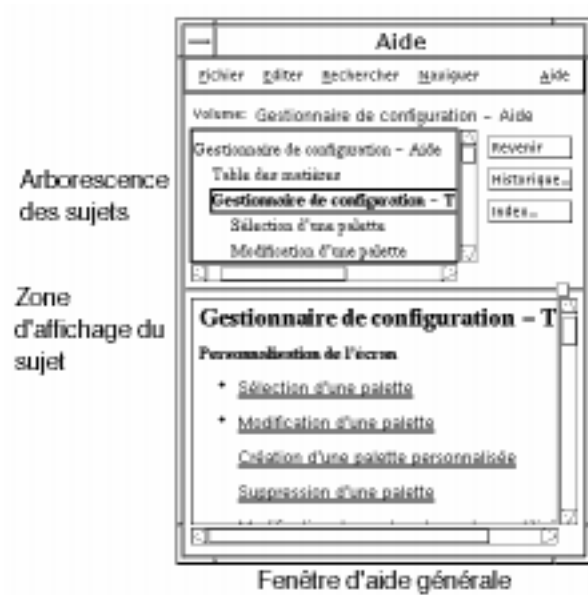 Aide
Fichier Editer Rechercher Naviguer Aide
Volume: Gestionnaire de configuration – Aide
Gestionnaire de configuration – Aide
Table des matières
Gestionnaire de configuration – T
Sélection d'une palette
Modification d'une palette
Revenir
Historique…
Index…
Arborescence
des sujets
Zone
d'affichage du
sujet
Gestionnaire de configuration – T
Personnalisation de l'écran
Sélection d'une palette
Modification d'une palette
Création d'une palette personnalisée
Suppression d'une palette
Fenêtre d'aide générale